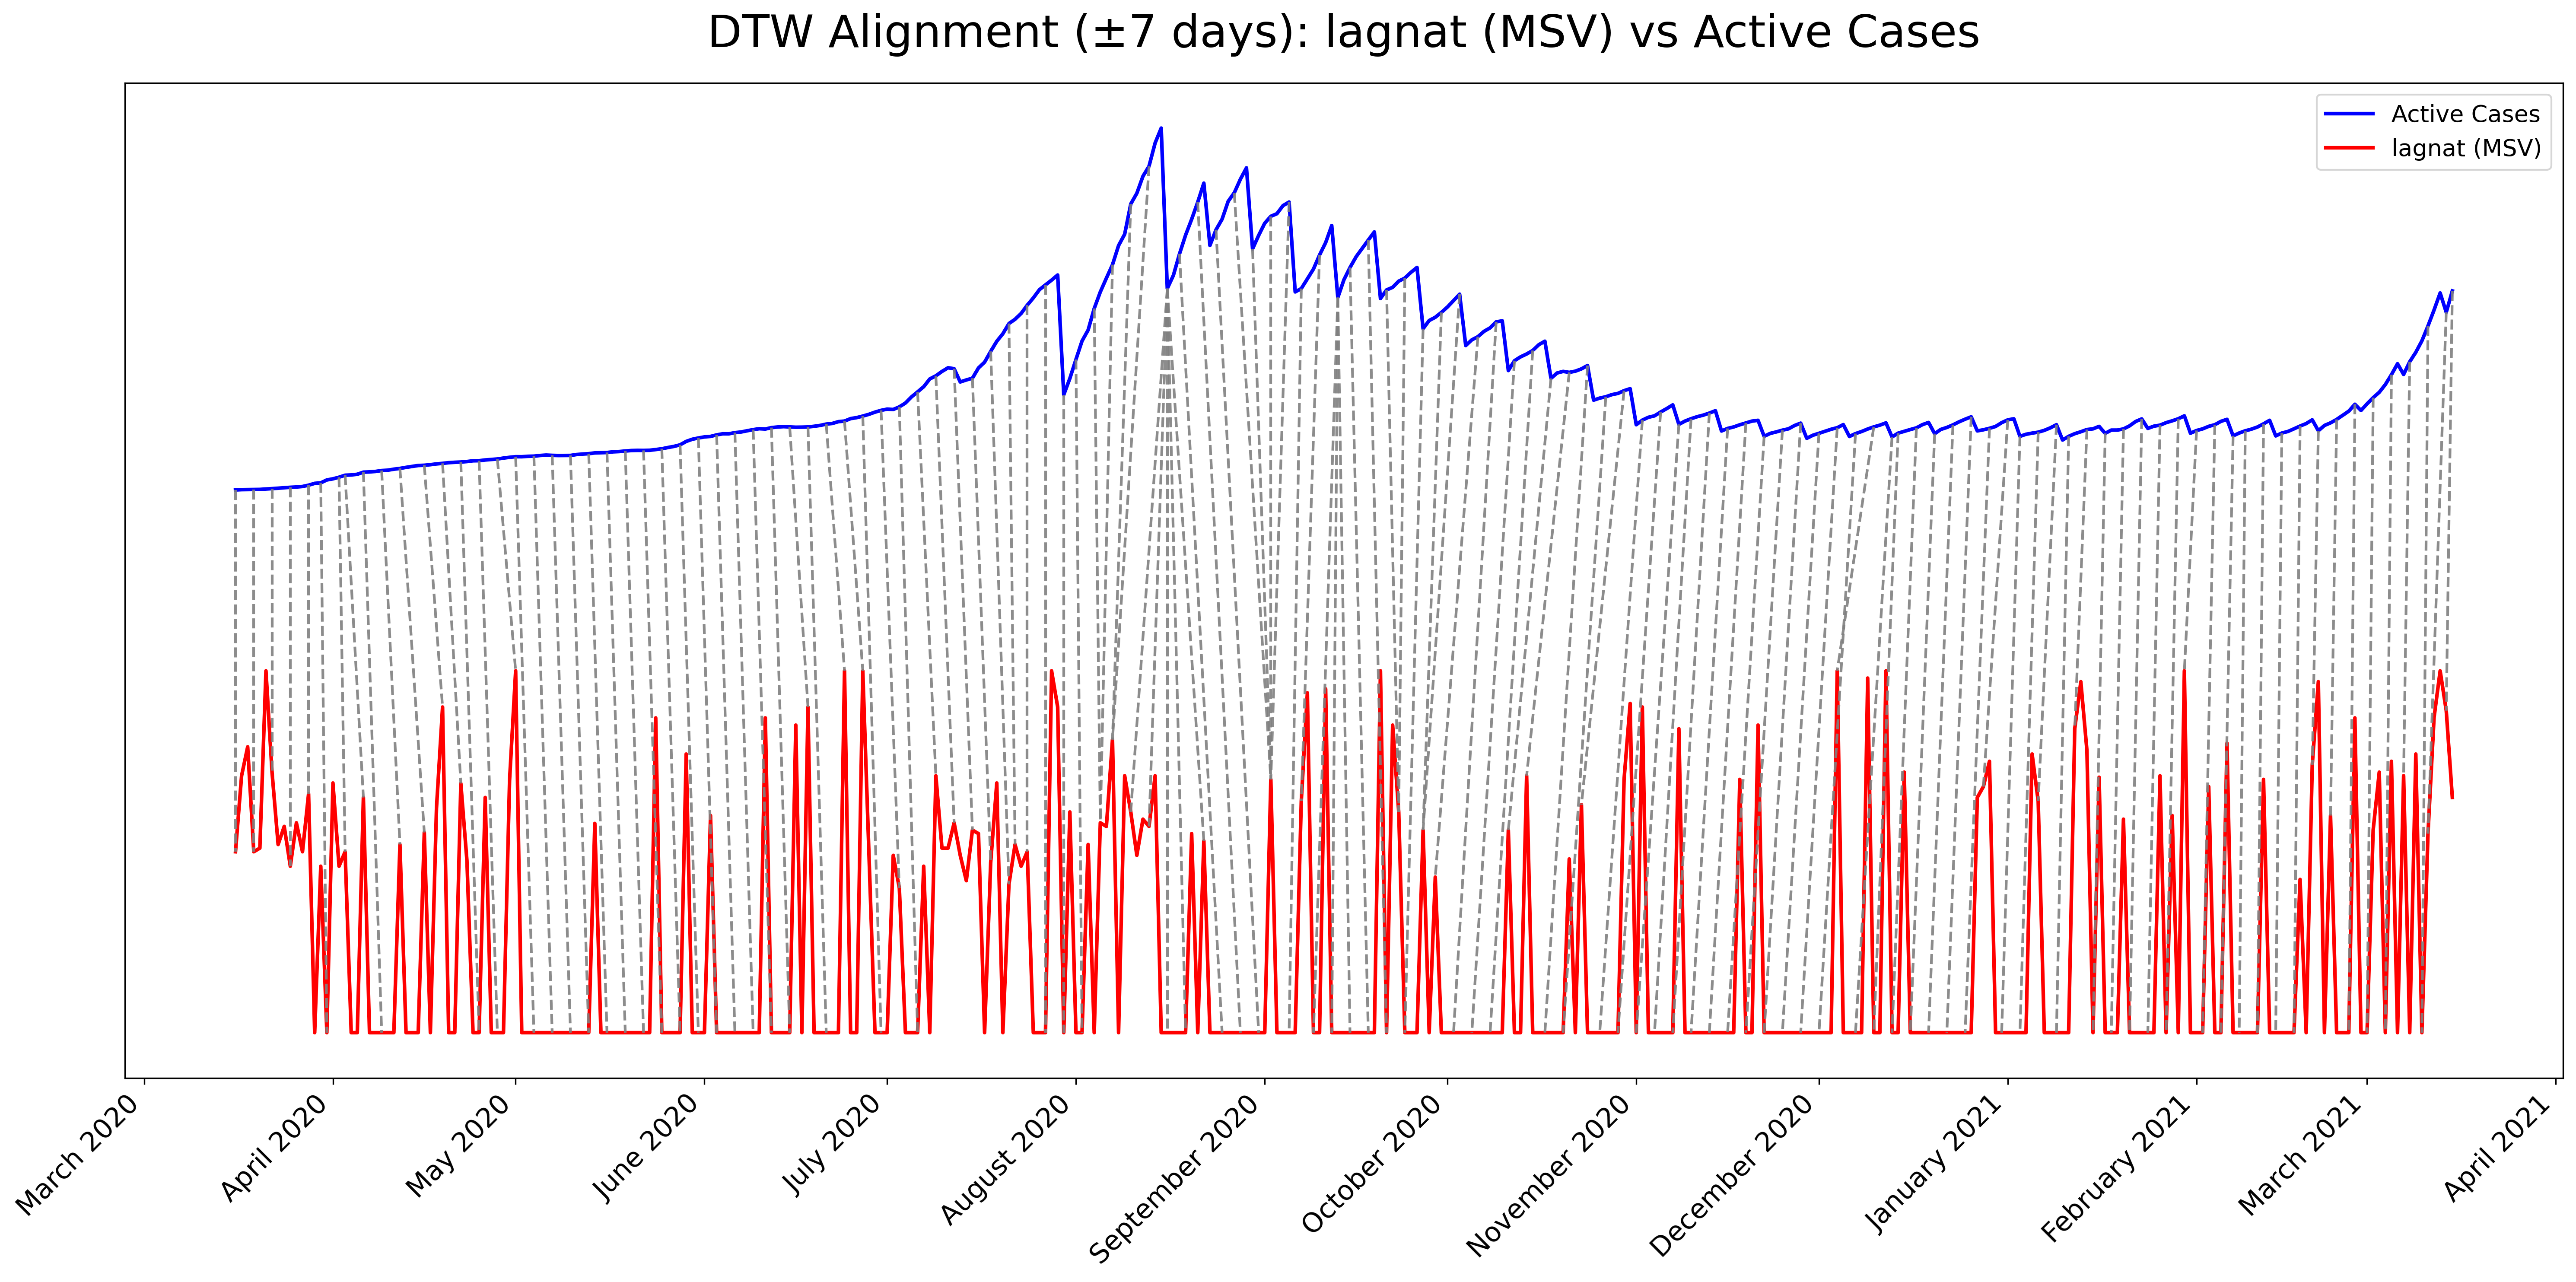 DTW Alignment (±7 days): lagnat (MSV) vs Active Cases
Active Cases
lagnat (MSV)
March 2020
April 2020
May 2020
June 2020
July 2020
August 2020
September 2020
October 2020
November 2020
December 2020
January 2021
February 2021
March 2021
April 2021